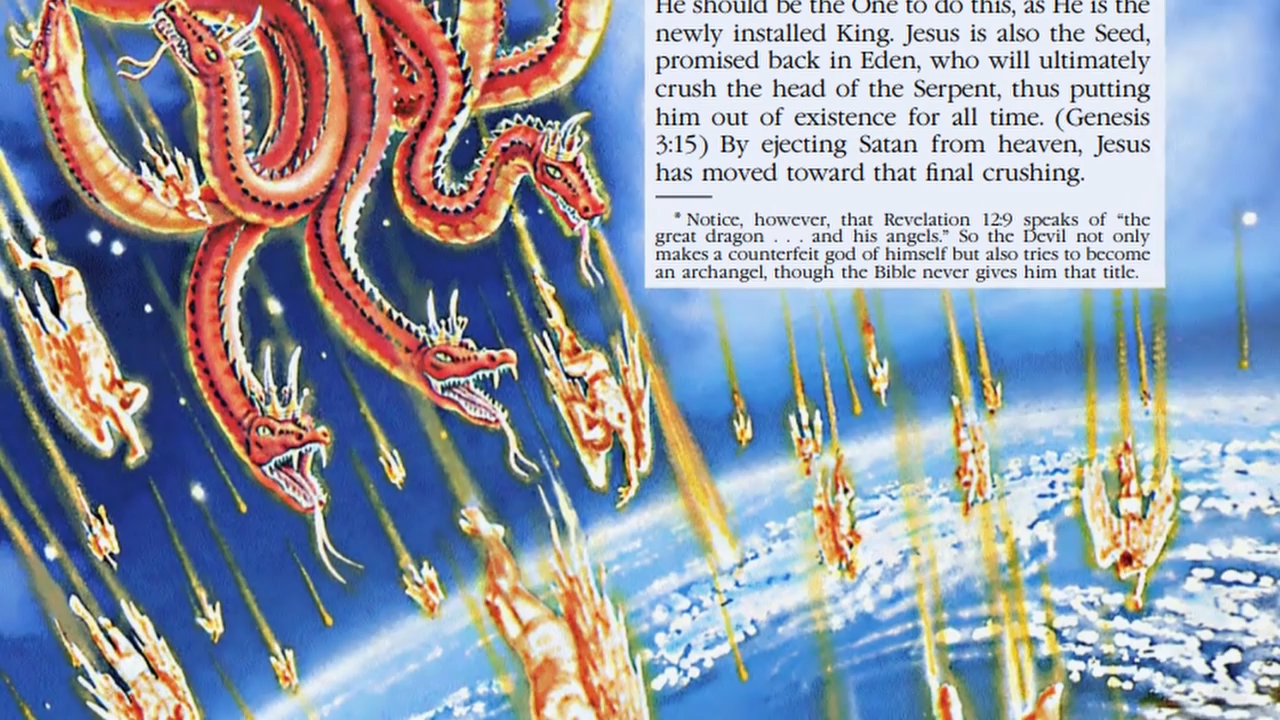 He should be the One to do this, as He is the
newly installed King. Jesus is also the Seed,
promised back in Eden, who will ultimately
crush the head of the Serpent, thus putting
him out of existence for all time. (Genesis
3:15) By ejecting Satan from heaven, Jesus
has moved toward that final crushing.
* Notice, however, that Revelation 12:9 speaks of “the
great dragon . . . and his angels.” So the Devil not only
makes a counterfeit god of himself but also tries to become
an archangel, though the Bible never gives him that title.